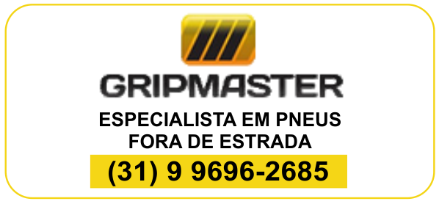 GRIPMASTER
ESPECIALISTA EM PNEUS
FORA DE ESTRADA
(31) 9 9696-2685